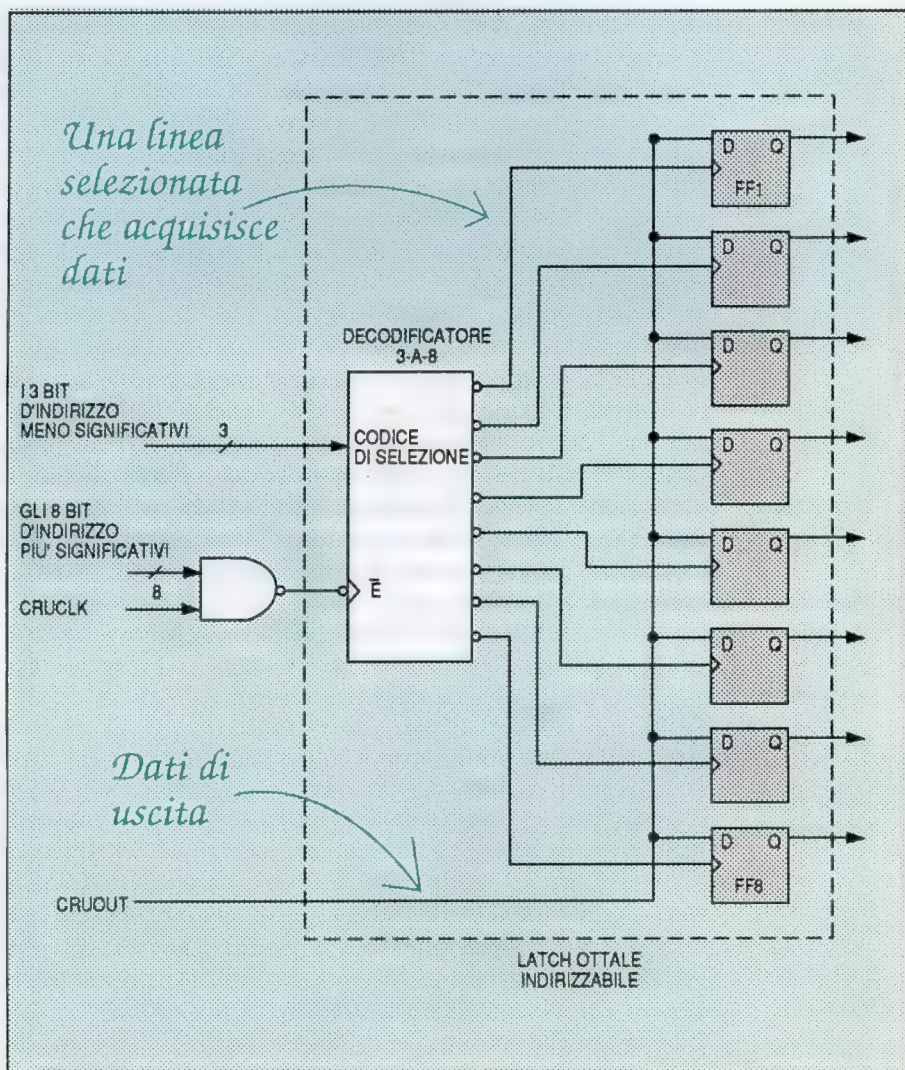 Una linea
selezionata
che acquisisce
dati
DECODIFICATORE
3-A-8
I 3 BIT
D'INDIRIZZO
MENO SIGNIFICATIVI
3
CODICE
DI SELEZIONE
GLI 8 BIT
D'INDIRIZZO
PIU' SIGNIFICATIVI
8
CRUCLK
E̅
Dati di
uscita
CRUOUT
D Q
FF1
D Q
D Q
D Q
D Q
D Q
D Q
D Q
FF8
LATCH OTTALE
INDIRIZZABILE